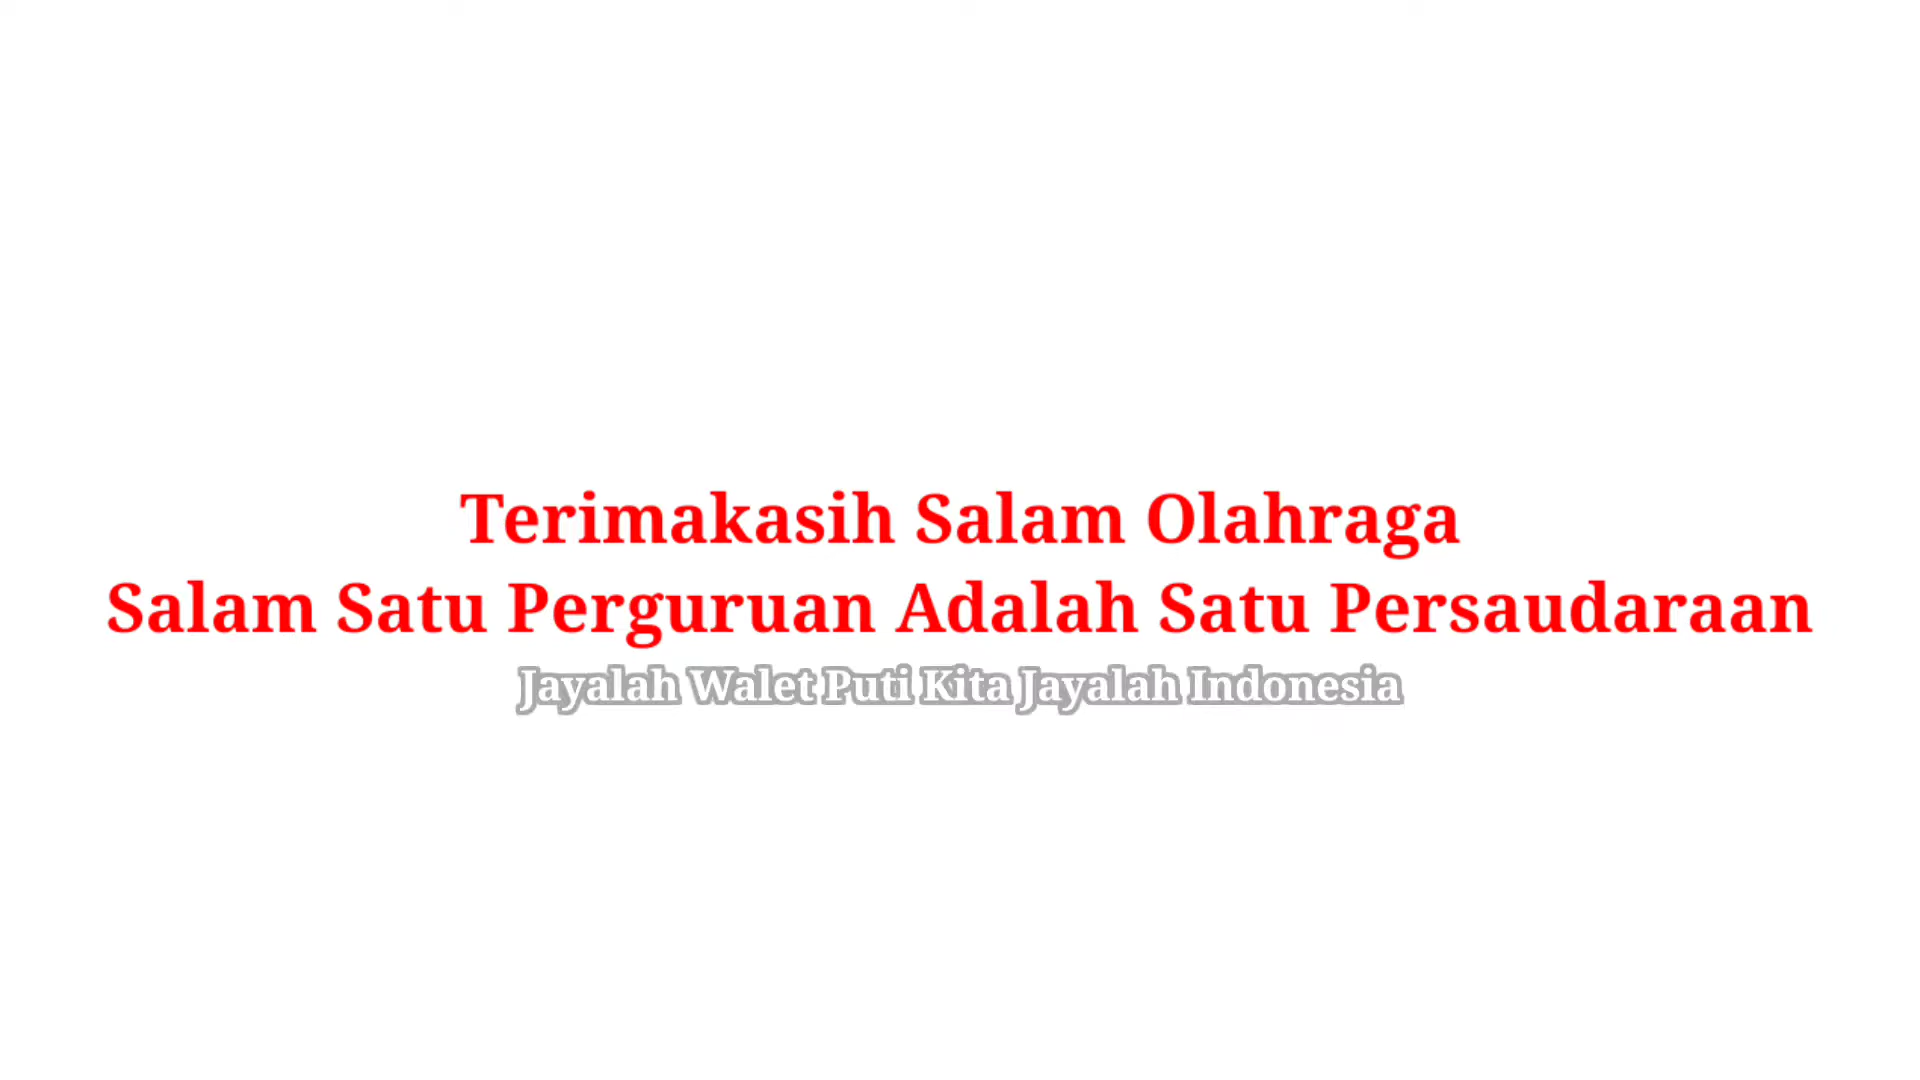 Terimakasih Salam Olahraga
Salam Satu Perguruan Adalah Satu Persaudaraan
Jayalah Walet Puti Kita Jayalah Indonesia